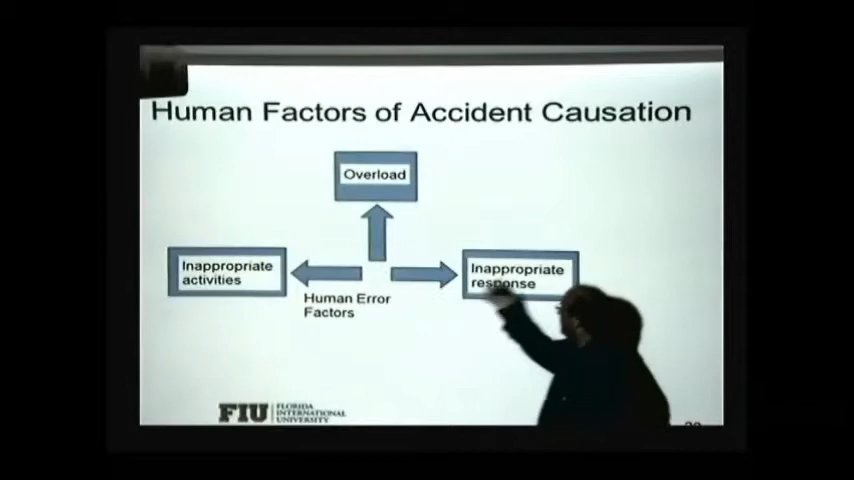 Human Factors of Accident Causation
Overload
Inappropriate
activities
Inappropriate
response
Human Error
Factors
FIU
FLORIDA
INTERNATIONAL
UNIVERSITY